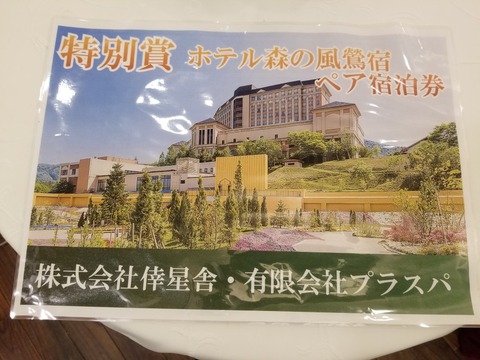 特別賞 ホテル森の風鶯宿
ペア宿泊券
株式会社倖星舎・有限会社プラスパ